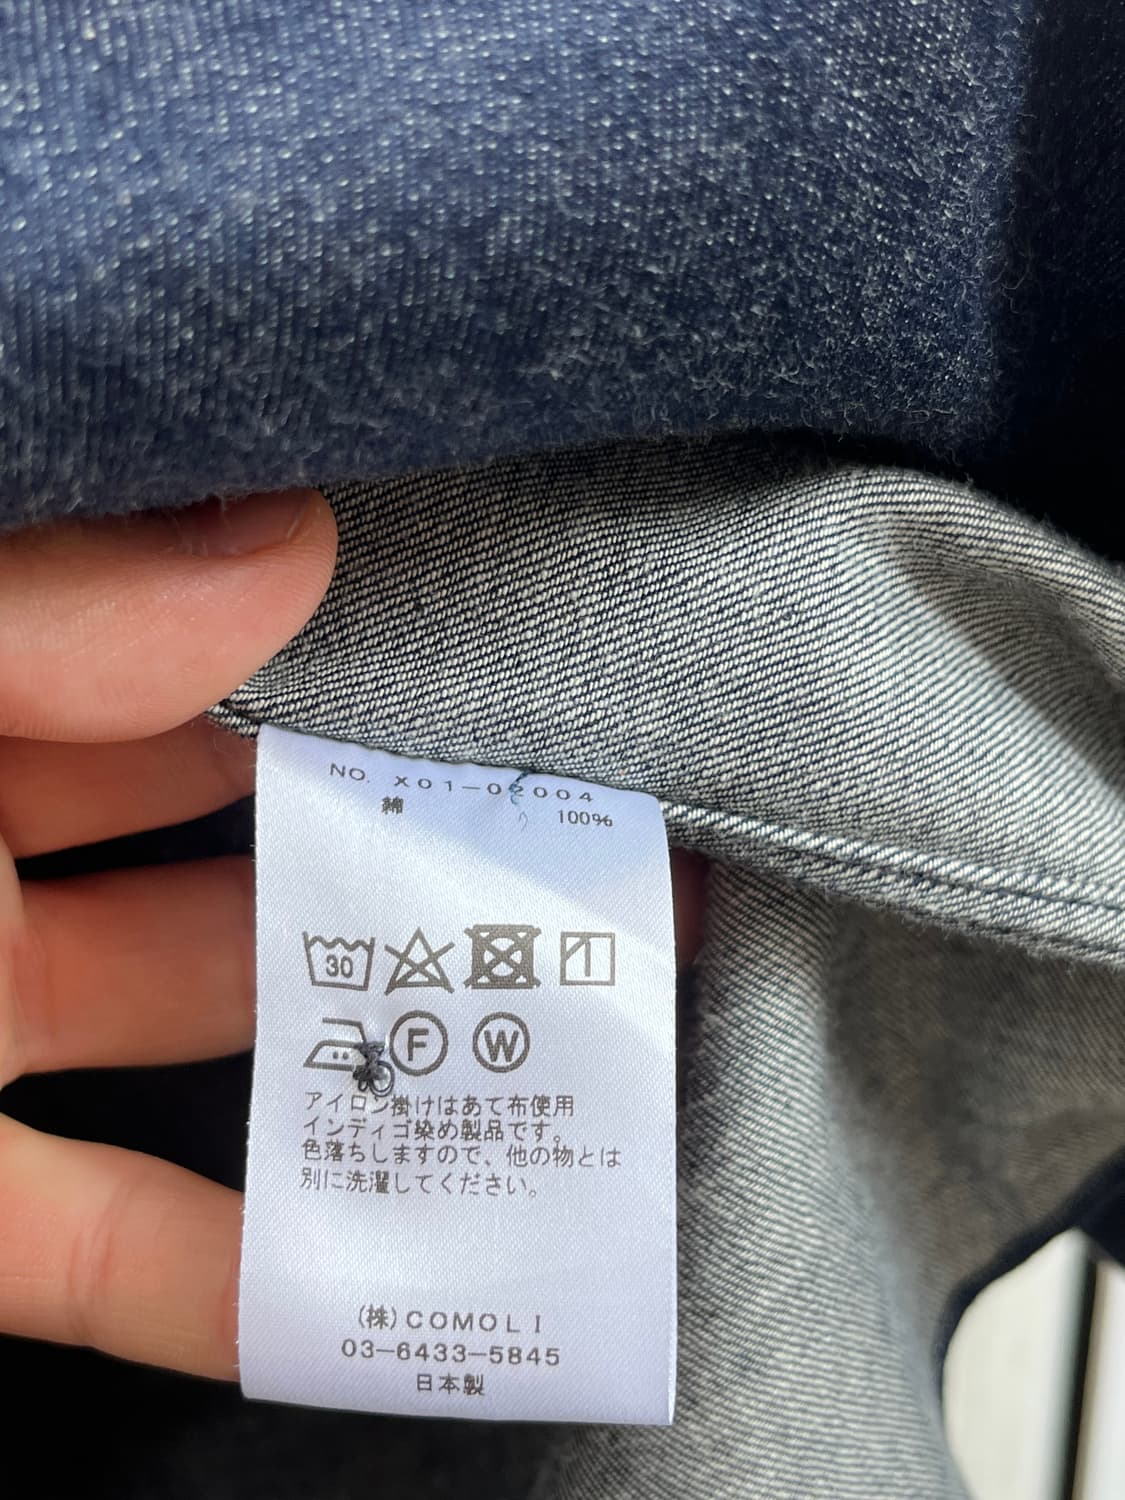 NO. X01-02004
綿 100%
30
F W
アイロン掛けはあて布使用
インディゴ染め製品です。
色落ちしますので、他の物とは
別に洗濯してください。
(株)COMOLI
03-6433-5845
日本製